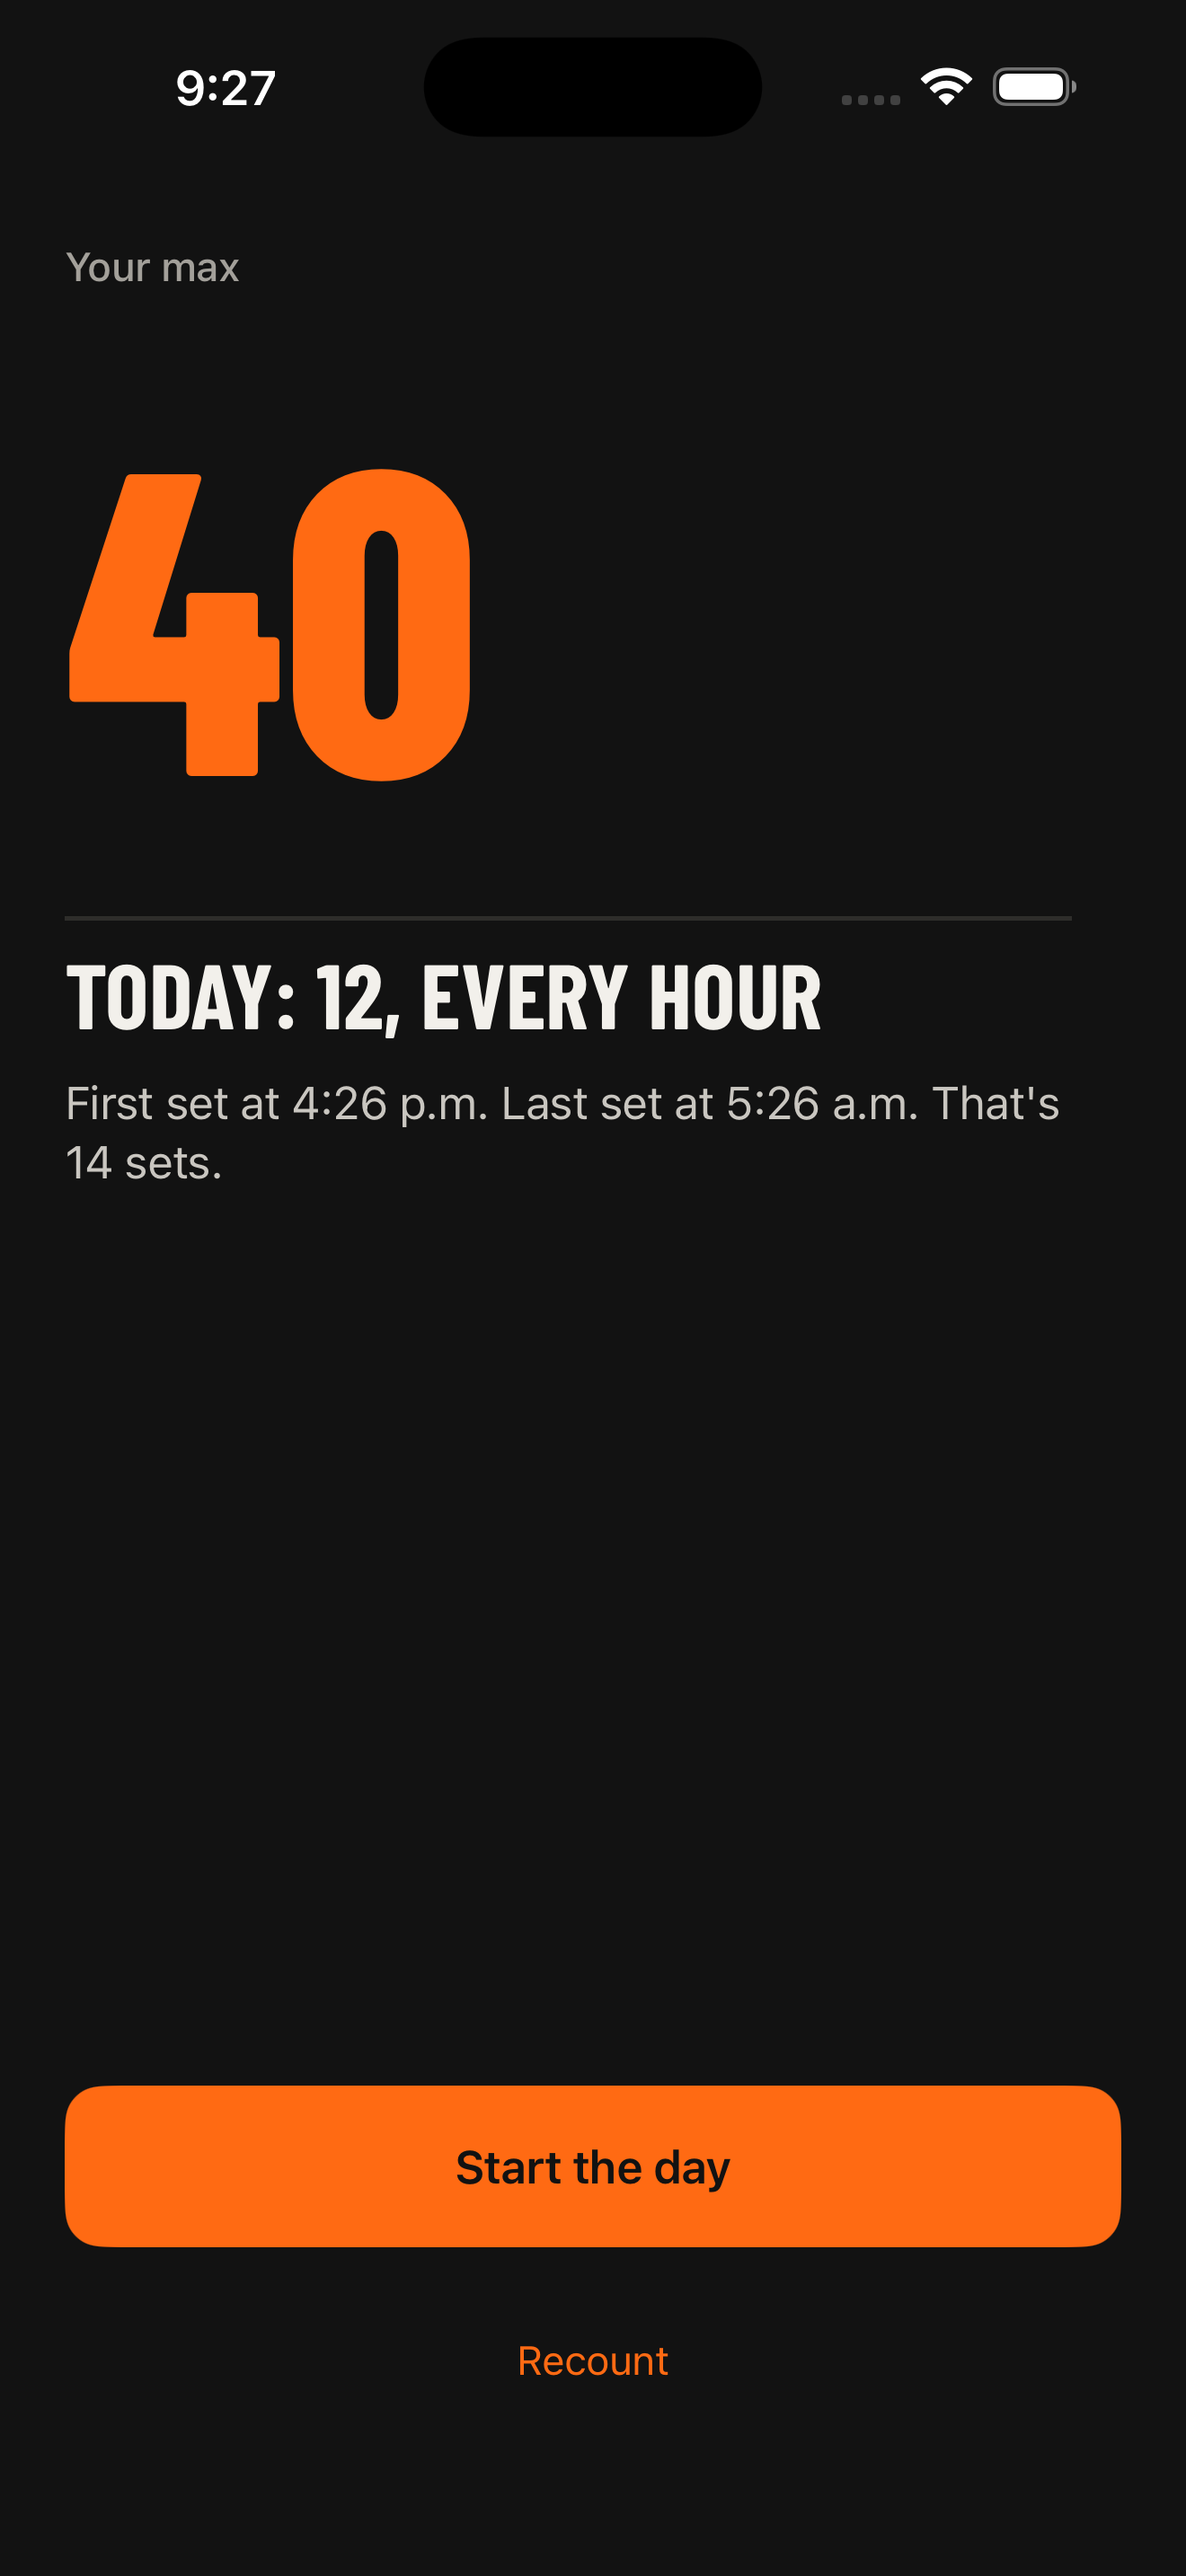 9:27
Your max
40
TODAY: 12, EVERY HOUR
First set at 4:26 p.m. Last set at 5:26 a.m. That's
14 sets.
Start the day
Recount